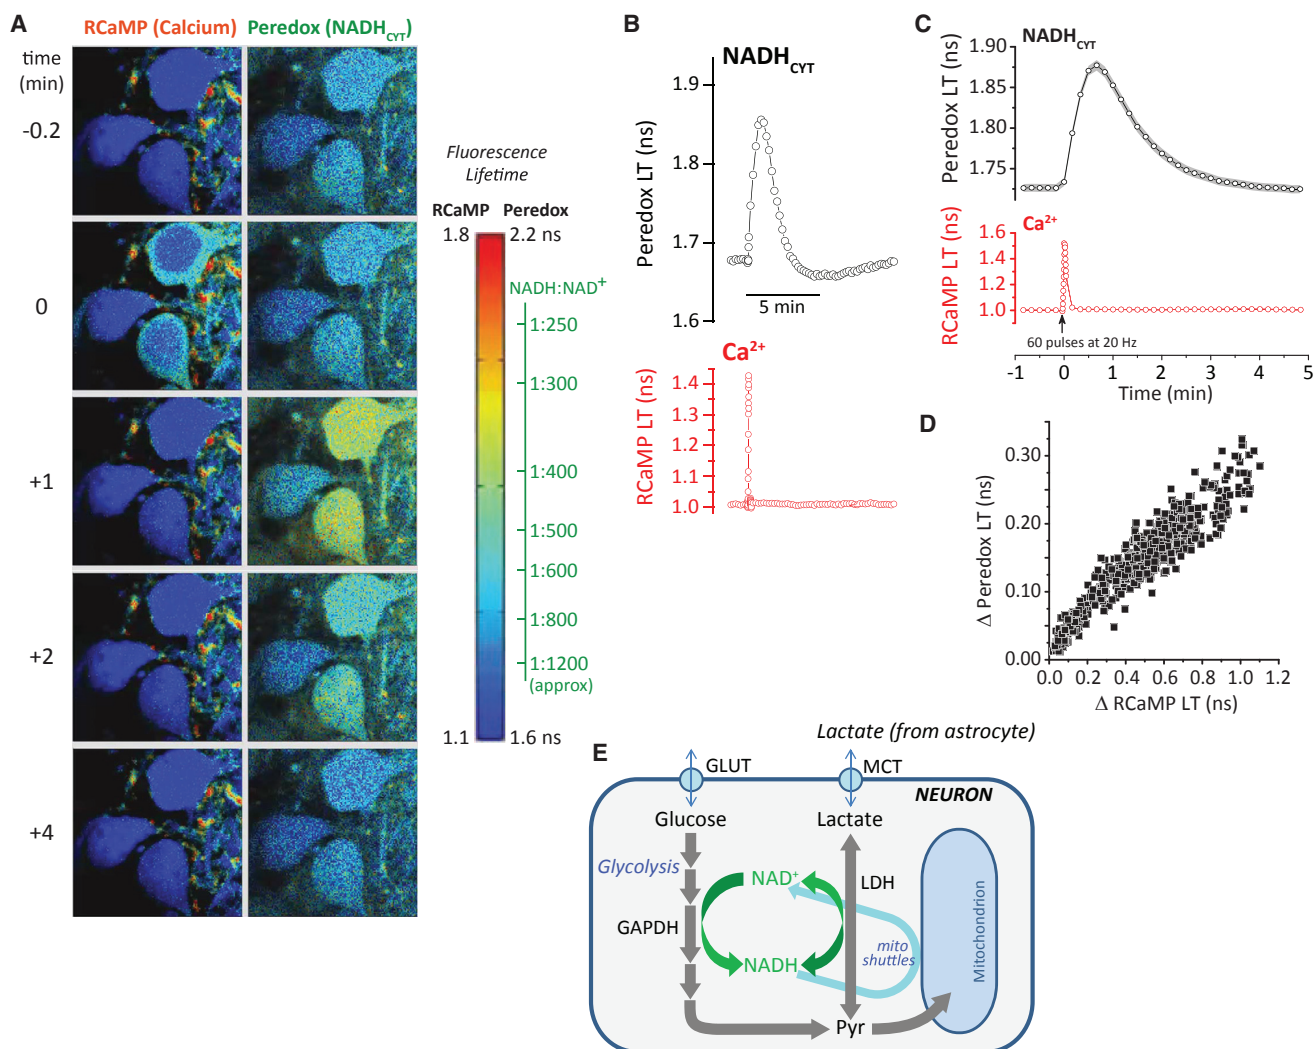 A
RCaMP (Calcium) Peredox (NADH_CYT)
time
(min)
-0.2
0
+1
+2
+4
Fluorescence
Lifetime
RCaMP Peredox
1.8 2.2 ns
NADH:NAD⁺
1:250
1:300
1:400
1:500
1:600
1:800
1:1200
(approx)
1.1 1.6 ns
B
NADH_CYT
Peredox LT (ns)
1.9
1.8
1.7
1.6
5 min
Ca²⁺
RCaMP LT (ns)
1.4
1.3
1.2
1.1
1.0
C
NADH_CYT
Peredox LT (ns)
1.90
1.85
1.80
1.75
Ca²⁺
RCaMP LT (ns)
1.6
1.4
1.2
1.0
60 pulses at 20 Hz
-1 0 1 2 3 4 5
Time (min)
D
Δ Peredox LT (ns)
0.30
0.20
0.10
0.00
0.0 0.2 0.4 0.6 0.8 1.0 1.2
Δ RCaMP LT (ns)
E
Lactate (from astrocyte)
GLUT
MCT
NEURON
Glucose
Lactate
Glycolysis
NAD⁺
LDH
GAPDH
NADH
mito
shuttles
Mitochondrion
Pyr